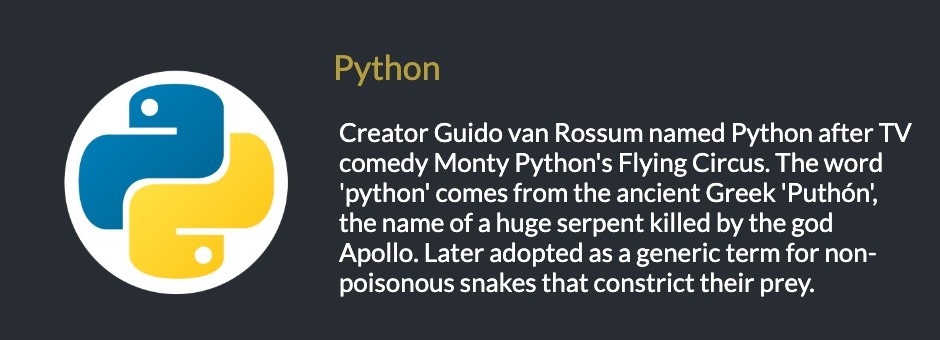 Python
Creator Guido van Rossum named Python after TV
comedy Monty Python's Flying Circus. The word
'python' comes from the ancient Greek 'Puthón',
the name of a huge serpent killed by the god
Apollo. Later adopted as a generic term for non-
poisonous snakes that constrict their prey.